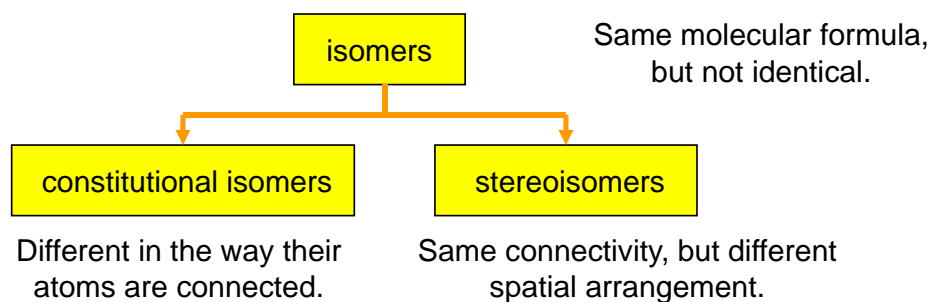 isomers
Same molecular formula,
but not identical.
constitutional isomers
stereoisomers
Different in the way their
atoms are connected.
Same connectivity, but different
spatial arrangement.